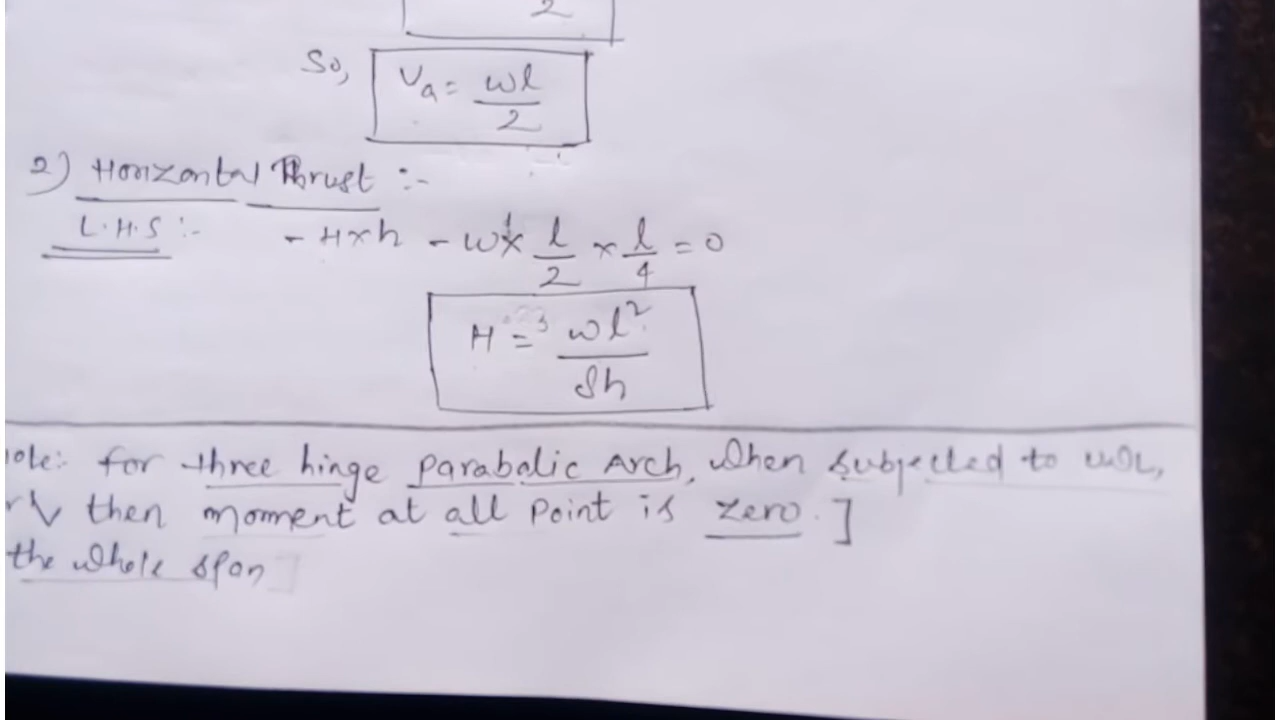 2
So, Va = wl/2
2) Horizontal Thrust :-
L.H.S :- - H×h - w× l/2 × l/4 = 0
H = wl²/8h
for three hinge parabolic Arch, when subjected to udl,
then moment at all point is zero.]
the whole span]